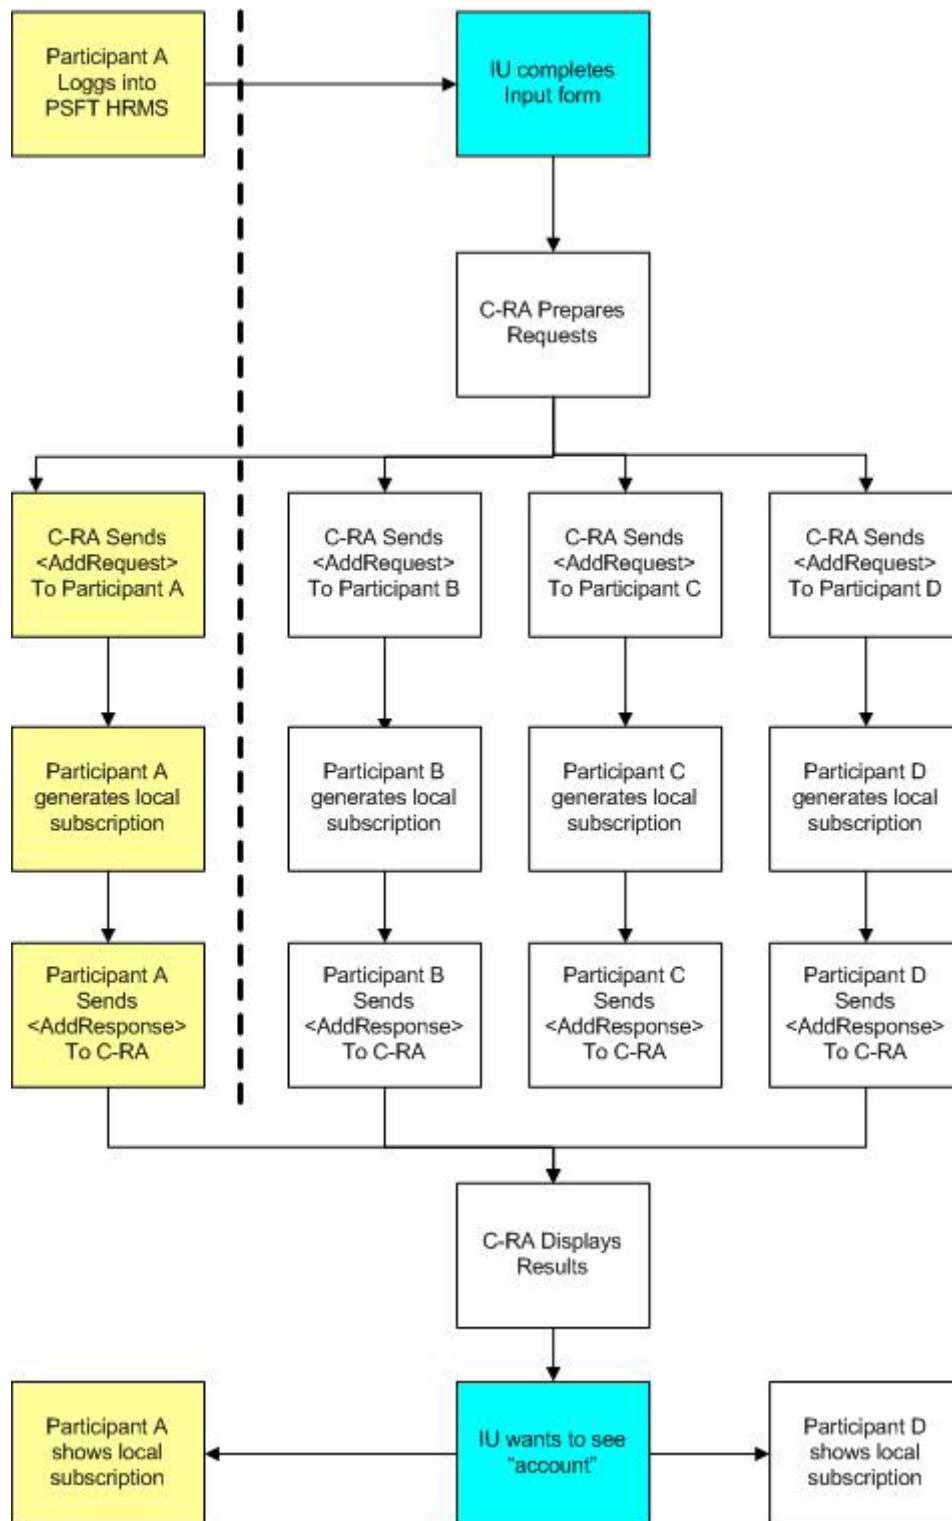 Participant A
Loggs into
PSFT HRMS
IU completes
Input form
C-RA Prepares
Requests
C-RA Sends
<AddRequest>
To Participant A
C-RA Sends
<AddRequest>
To Participant B
C-RA Sends
<AddRequest>
To Participant C
C-RA Sends
<AddRequest>
To Participant D
Participant A
generates local
subscription
Participant B
generates local
subscription
Participant C
generates local
subscription
Participant D
generates local
subscription
Participant A
Sends
<AddResponse>
To C-RA
Participant B
Sends
<AddResponse>
To C-RA
Participant C
Sends
<AddResponse>
To C-RA
Participant D
Sends
<AddResponse>
To C-RA
C-RA Displays
Results
Participant A
shows local
subscription
IU wants to see
“account”
Participant D
shows local
subscription